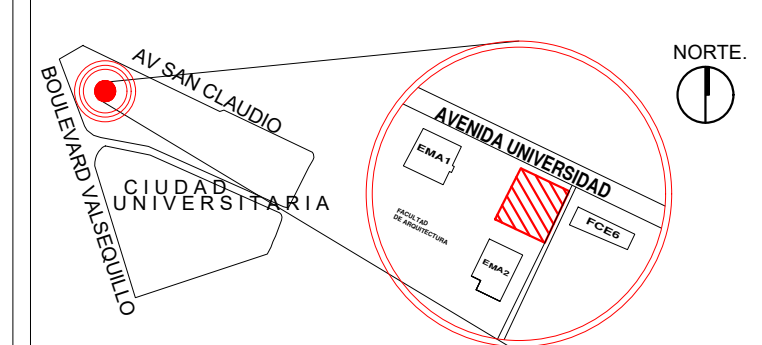 NORTE.
AV SAN CLAUDIO
BOULEVARD VALSEQUILLO
CIUDAD
UNIVERSITARIA
AVENIDA UNIVERSIDAD
EMA1
FACULTAD
DE ARQUITECTURA
FCE6
EMA2